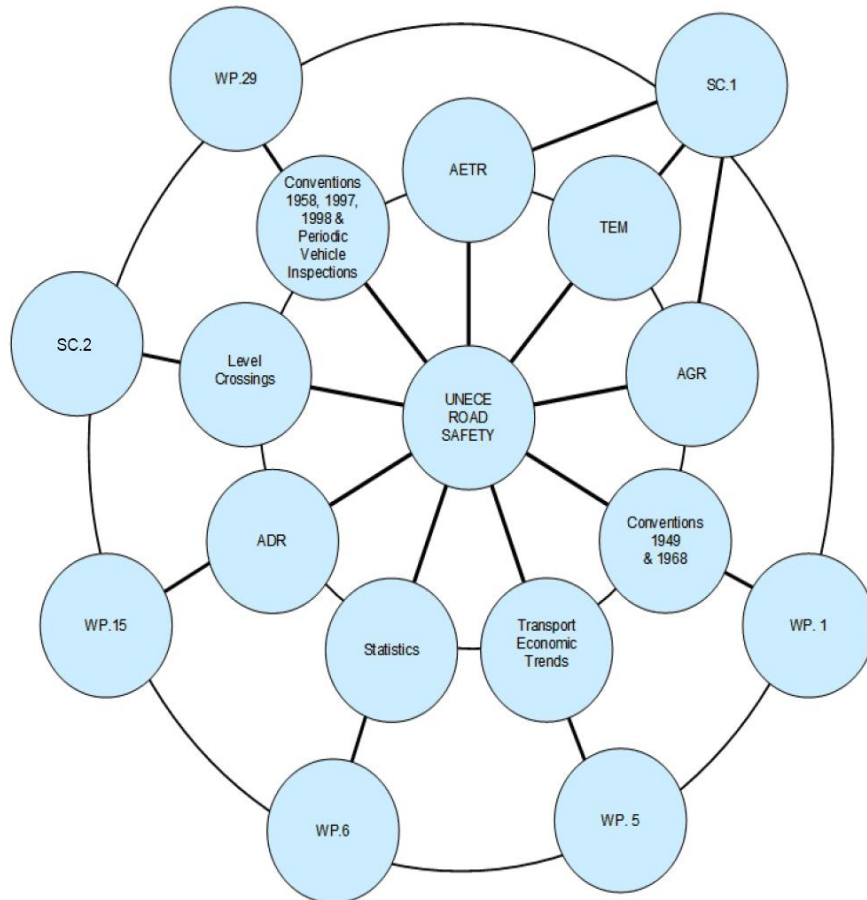 WP.29
SC.1
AETR
Conventions
1958, 1997,
1998 &
Periodic
Vehicle
Inspections
TEM
SC.2
Level
Crossings
AGR
UNECE
ROAD
SAFETY
ADR
Conventions
1949
& 1968
WP.15
WP. 1
Statistics
Transport
Economic
Trends
WP.6
WP. 5